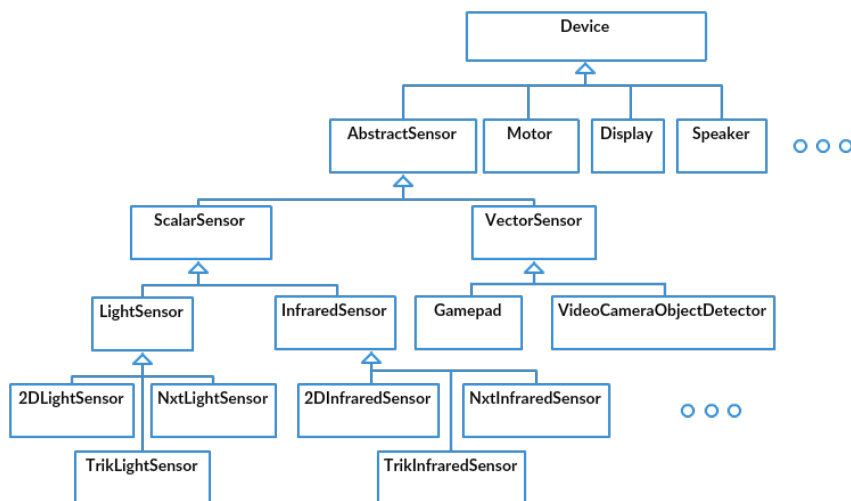 Device
AbstractSensor
Motor
Display
Speaker
ScalarSensor
VectorSensor
LightSensor
InfraredSensor
Gamepad
VideoCameraObjectDetector
2DLightSensor
NxtLightSensor
2DInfraredSensor
NxtInfraredSensor
TrikLightSensor
TrikInfraredSensor